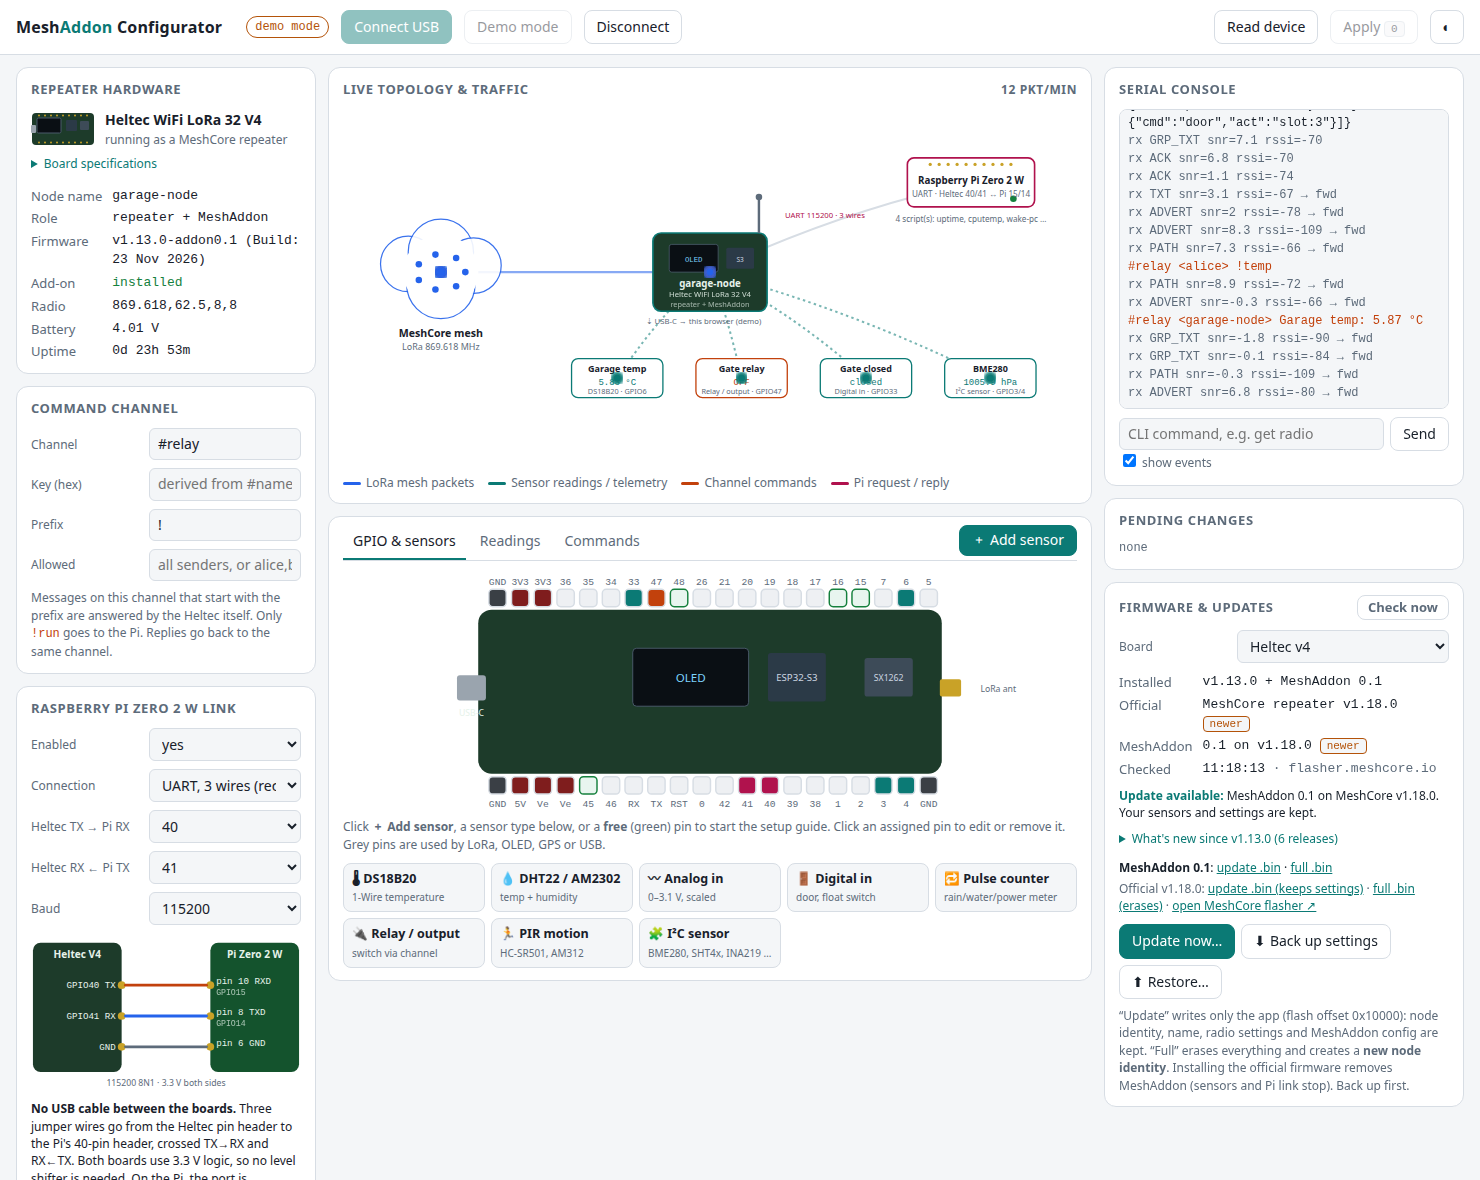 MeshAddon Configurator
demo mode
Connect USB
Demo mode
Disconnect
Read device
Apply 0
REPEATER HARDWARE
Heltec WiFi LoRa 32 V4
running as a MeshCore repeater
Board specifications
Node name garage-node
Role repeater + MeshAddon
Firmware v1.13.0-addon0.1 (Build:
23 Nov 2026)
Add-on installed
Radio 869.618,62.5,8,8
Battery 4.01 V
Uptime 0d 23h 53m
COMMAND CHANNEL
Channel #relay
Key (hex) derived from #name
Prefix !
Allowed all senders, or alice,b
Messages on this channel that start with the
prefix are answered by the Heltec itself. Only
!run goes to the Pi. Replies go back to the
same channel.
RASPBERRY PI ZERO 2 W LINK
Enabled yes
Connection UART, 3 wires (rec
Heltec TX → Pi RX 40
Heltec RX ← Pi TX 41
Baud 115200
Heltec V4 Pi Zero 2 W
GPIO40 TX pin 10 RXD
GPIO15
GPIO41 RX pin 8 TXD
GPIO14
GND pin 6 GND
115200 8N1 · 3.3 V both sides
No USB cable between the boards. Three
jumper wires go from the Heltec pin header to
the Pi's 40-pin header, crossed TX→RX and
RX←TX. Both boards use 3.3 V logic, so no level
shifter is needed. On the Pi, the port is
LIVE TOPOLOGY & TRAFFIC 12 PKT/MIN
Raspberry Pi Zero 2 W
UART · Heltec 40/41 ↔ Pi 15/14
UART 115200 · 3 wires
4 script(s): uptime, cputemp, wake-pc ...
OLED S3
garage-node
Heltec WiFi LoRa 32 V4
repeater + MeshAddon
⇣ USB-C → this browser (demo)
MeshCore mesh
LoRa 869.618 MHz
Garage temp
°C
DS18B20 · GPIO6
Gate relay
OFF
Relay / output · GPIO47
Gate closed
closed
Digital in · GPIO33
BME280
hPa
I²C sensor · GPIO3/4
LoRa mesh packets
Sensor readings / telemetry
Channel commands
Pi request / reply
GPIO & sensors
Readings
Commands
+ Add sensor
GND 3V3 3V3 36 35 34 33 47 48 26 21 20 19 18 17 16 15 7 6 5
OLED ESP32-S3 SX1262
LoRa ant
USB-C
GND 5V Ve Ve 45 46 RX TX RST 0 42 41 40 39 38 1 2 3 4 GND
Click + Add sensor, a sensor type below, or a free (green) pin to start the setup guide. Click an assigned pin to edit or remove it.
Grey pins are used by LoRa, OLED, GPS or USB.
DS18B20
1-Wire temperature
DHT22 / AM2302
temp + humidity
Analog in
0–3.1 V, scaled
Digital in
door, float switch
Pulse counter
rain/water/power meter
Relay / output
switch via channel
PIR motion
HC-SR501, AM312
I²C sensor
BME280, SHT4x, INA219 ...
SERIAL CONSOLE
{"cmd":"door","act":"slot:3"}]}
rx GRP_TXT snr=7.1 rssi=-70
rx ACK snr=6.8 rssi=-70
rx ACK snr=1.1 rssi=-74
rx TXT snr=3.1 rssi=-67 → fwd
rx ADVERT snr=2 rssi=-78 → fwd
rx ADVERT snr=8.3 rssi=-109 → fwd
rx PATH snr=7.3 rssi=-66 → fwd
#relay <alice> !temp
rx PATH snr=8.9 rssi=-72 → fwd
rx ADVERT snr=-0.3 rssi=-66 → fwd
#relay <garage-node> Garage temp: 5.87 °C
rx GRP_TXT snr=-1.8 rssi=-90 → fwd
rx GRP_TXT snr=-0.1 rssi=-84 → fwd
rx PATH snr=-0.3 rssi=-109 → fwd
rx ADVERT snr=6.8 rssi=-80 → fwd
CLI command, e.g. get radio
Send
show events
PENDING CHANGES
none
FIRMWARE & UPDATES
Check now
Board Heltec v4
Installed v1.13.0 + MeshAddon 0.1
Official MeshCore repeater v1.18.0
newer
MeshAddon 0.1 on v1.18.0 newer
Checked 11:18:13 · flasher.meshcore.io
Update available: MeshAddon 0.1 on MeshCore v1.18.0.
Your sensors and settings are kept.
What's new since v1.13.0 (6 releases)
MeshAddon 0.1: update .bin · full .bin
Official v1.18.0: update .bin (keeps settings) · full .bin
(erases) · open MeshCore flasher ↗
Update now...
⬇ Back up settings
⬆ Restore...
“Update” writes only the app (flash offset 0x10000): node
identity, name, radio settings and MeshAddon config are
kept. “Full” erases everything and creates a new node
identity. Installing the official firmware removes
MeshAddon (sensors and Pi link stop). Back up first.